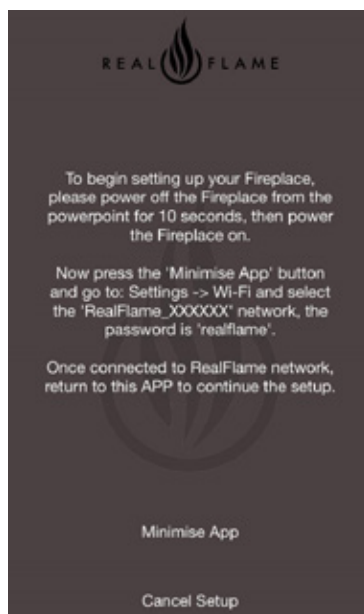 REAL FLAME
To begin setting up your Fireplace,
please power off the Fireplace from the
powerpoint for 10 seconds, then power
the Fireplace on.
Now press the 'Minimise App' button
and go to: Settings -> Wi-Fi and select
the 'RealFlame_XXXXXX' network, the
password is 'realflame'.
Once connected to RealFlame network,
return to this APP to continue the setup.
Minimise App
Cancel Setup